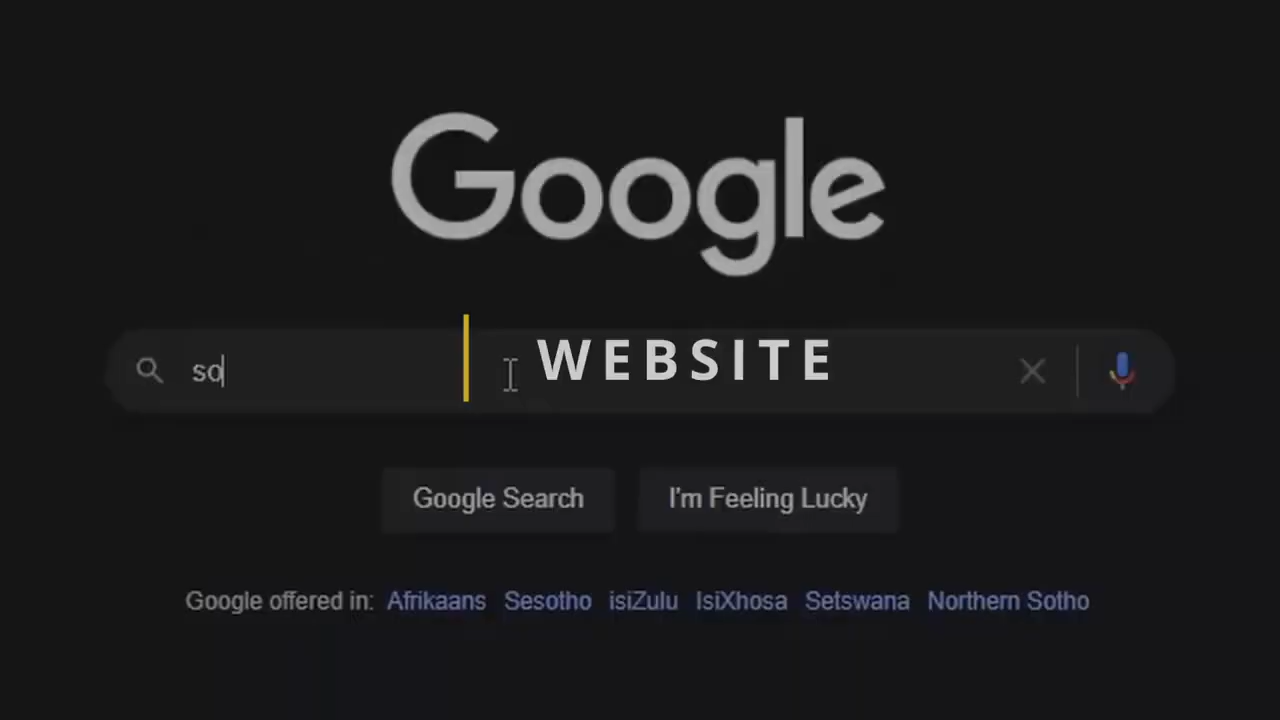 Google
so
WEBSITE
Google Search
I'm Feeling Lucky
Google offered in: Afrikaans Sesotho isiZulu IsiXhosa Setswana Northern Sotho